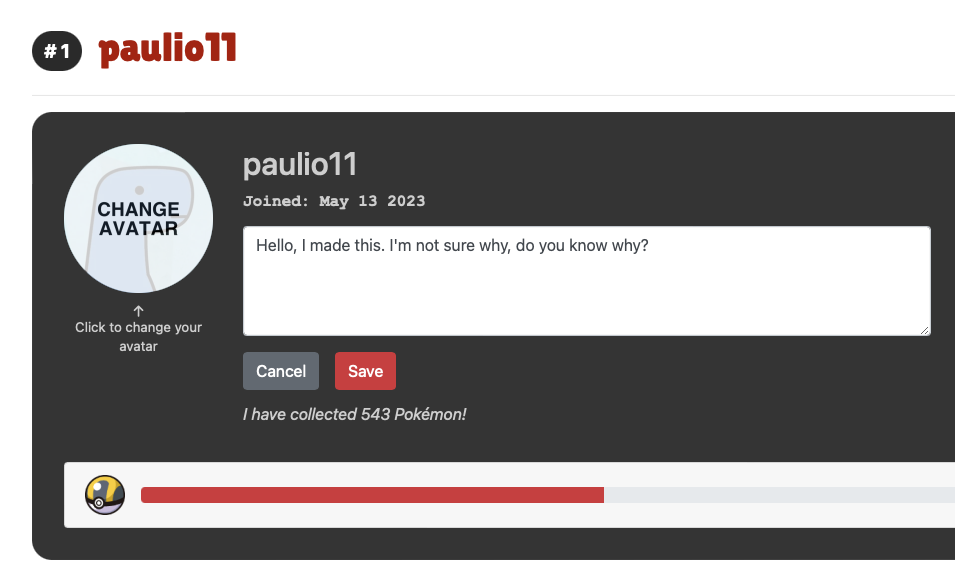 #1 paulio11
paulio11
Joined: May 13 2023
CHANGE
AVATAR
Hello, I made this. I'm not sure why, do you know why?
↑
Click to change your
avatar
Cancel Save
I have collected 543 Pokémon!